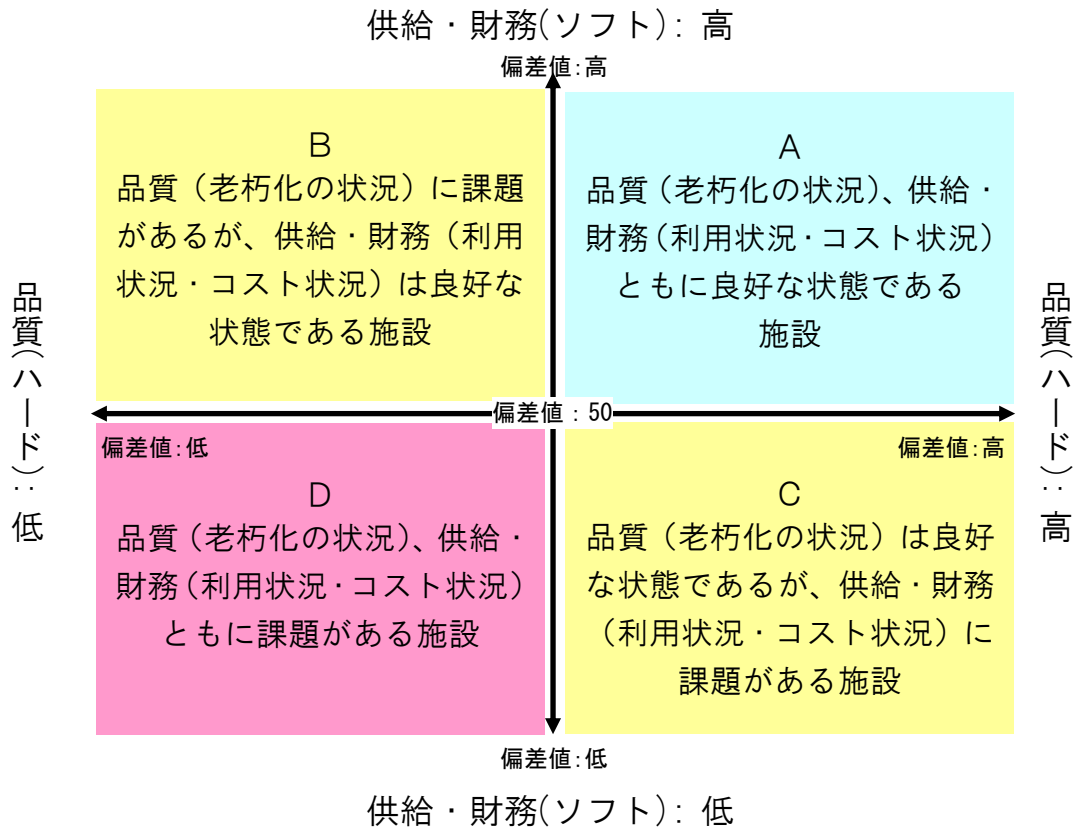 供給・財務(ソフト): 高
偏差値:高
B
品質（老朽化の状況）に課題
があるが、供給・財務（利用
状況・コスト状況）は良好な
状態である施設
A
品質（老朽化の状況）、供給・
財務（利用状況・コスト状況）
ともに良好な状態である
施設
品質(ハード): 低
品質(ハード): 高
偏差値：50
偏差値:低
偏差値:高
D
品質（老朽化の状況）、供給・
財務（利用状況・コスト状況）
ともに課題がある施設
C
品質（老朽化の状況）は良好
な状態であるが、供給・財務
（利用状況・コスト状況）に
課題がある施設
偏差値:低
供給・財務(ソフト): 低